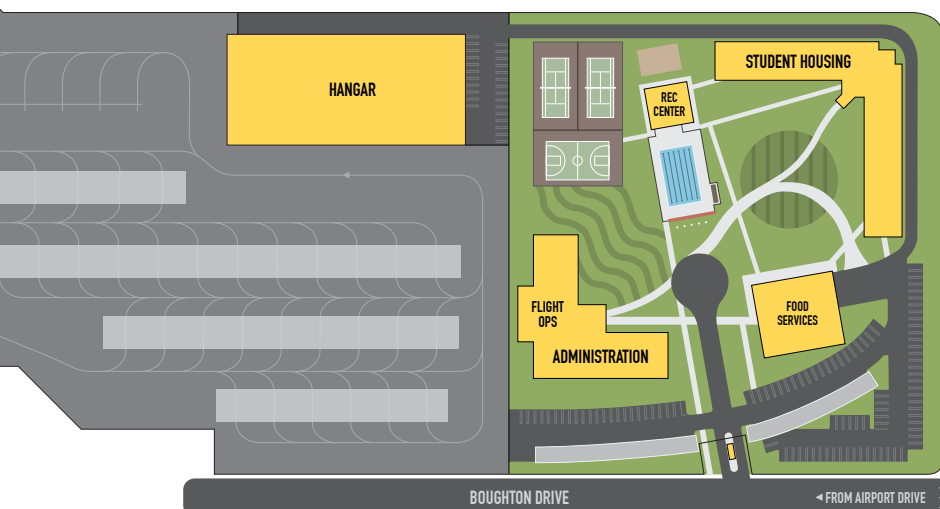 HANGAR
STUDENT HOUSING
REC
CENTER
FLIGHT
OPS
FOOD
SERVICES
ADMINISTRATION
BOUGHTON DRIVE
◄ FROM AIRPORT DRIVE